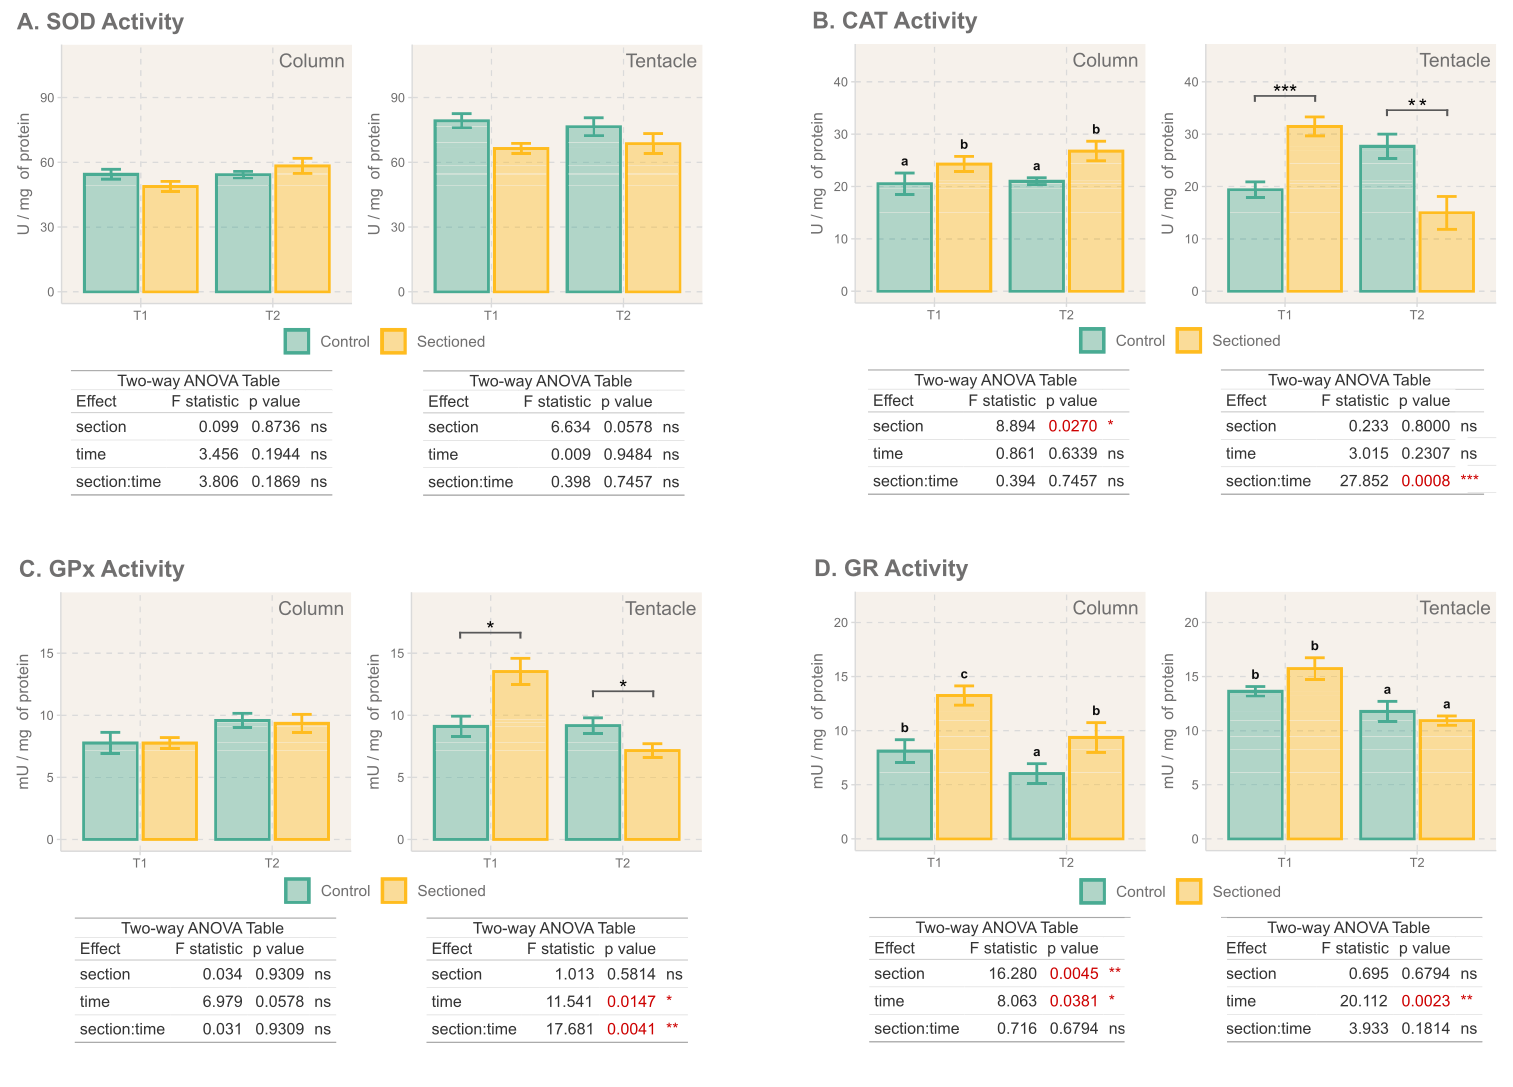 A. SOD Activity
Column
90
60
30
0
U / mg of protein
T1
T2
Tentacle
90
60
30
0
U / mg of protein
T1
T2
Control
Sectioned
Two-way ANOVA Table
Effect F statistic p value
section 0.099 0.8736 ns
time 3.456 0.1944 ns
section:time 3.806 0.1869 ns
Two-way ANOVA Table
Effect F statistic p value
section 6.634 0.0578 ns
time 0.009 0.9484 ns
section:time 0.398 0.7457 ns
B. CAT Activity
Column
40
30
20
10
0
U / mg of protein
a
b
a
b
T1
T2
Tentacle
40
30
20
10
0
U / mg of protein
***
**
T1
T2
Control
Sectioned
Two-way ANOVA Table
Effect F statistic p value
section 8.894 0.0270 *
time 0.861 0.6339 ns
section:time 0.394 0.7457 ns
Two-way ANOVA Table
Effect F statistic p value
section 0.233 0.8000 ns
time 3.015 0.2307 ns
section:time 27.852 0.0008 ***
C. GPx Activity
Column
15
10
5
0
mU / mg of protein
T1
T2
Tentacle
15
10
5
0
mU / mg of protein
*
*
T1
T2
Control
Sectioned
Two-way ANOVA Table
Effect F statistic p value
section 0.034 0.9309 ns
time 6.979 0.0578 ns
section:time 0.031 0.9309 ns
Two-way ANOVA Table
Effect F statistic p value
section 1.013 0.5814 ns
time 11.541 0.0147 *
section:time 17.681 0.0041 **
D. GR Activity
Column
20
15
10
5
0
mU / mg of protein
b
c
a
b
T1
T2
Tentacle
20
15
10
5
0
mU / mg of protein
b
b
a
a
T1
T2
Control
Sectioned
Two-way ANOVA Table
Effect F statistic p value
section 16.280 0.0045 **
time 8.063 0.0381 *
section:time 0.716 0.6794 ns
Two-way ANOVA Table
Effect F statistic p value
section 0.695 0.6794 ns
time 20.112 0.0023 **
section:time 3.933 0.1814 ns